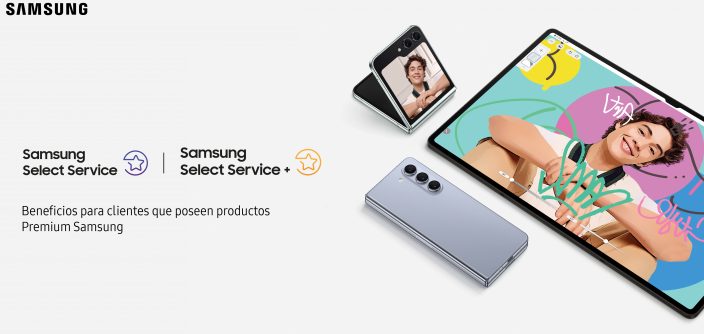 SAMSUNG
Samsung
Select Service
Samsung
Select Service +
Beneficios para clientes que poseen productos
Premium Samsung